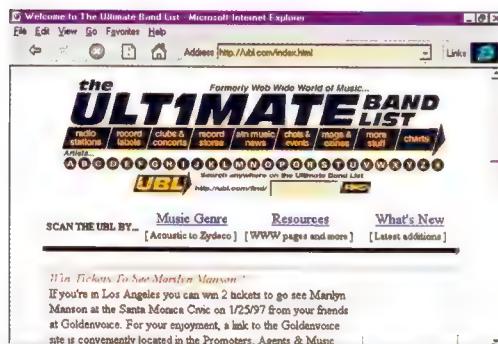 Welcome to The Ultimate Band List - Microsoft Internet Explorer
File Edit View Go Favorites Help
Address http://ubl.com/index.html Links
Formerly Web Wide World of Music...
the ULT1MATE BAND LIST
radio stations record labels clubs & concerts record stores atn music news chats & events mags & ezines more stuff charts
Artists...
A B C D E F G H I J K L M N O P Q R S T U V W X Y Z #
Search anywhere on the Ultimate Band List
UBL http://ubl.com/find/
SCAN THE UBL BY... Music Genre Resources What's New
[Acoustic to Zydeco] [WWW pages and more] [Latest additions]
Win Tickets To See Marilyn Manson
If you're in Los Angeles you can win 2 tickets to go see Marilyn
Manson at the Santa Monica Civic on 1/25/97 from your friends
at Goldenvoice. For your enjoyment, a link to the Goldenvoice
site is conveniently located in the Promoters, Agents & Music